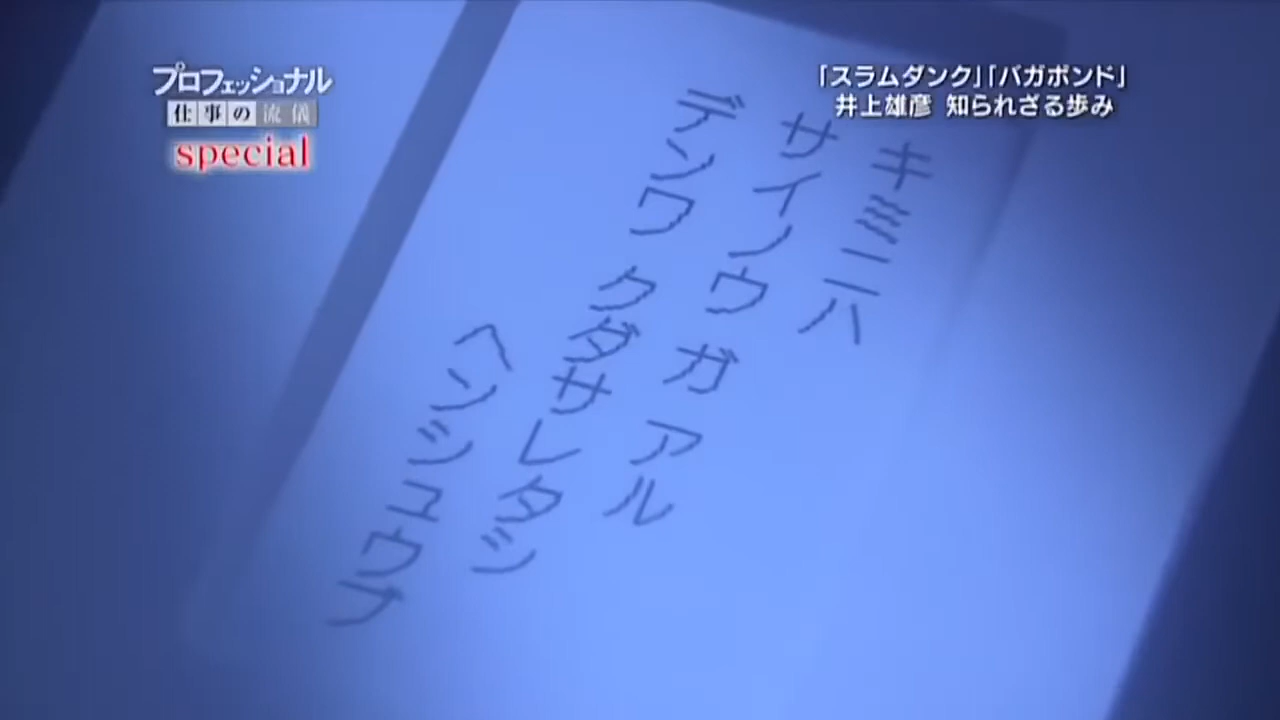 プロフェッショナル
仕事の流儀
special
「スラムダンク」「バガボンド」
井上雄彦 知られざる歩み
キミニハ
サイノウ ガ アル
デンワ クダサレタシ
ヘンシュウブ